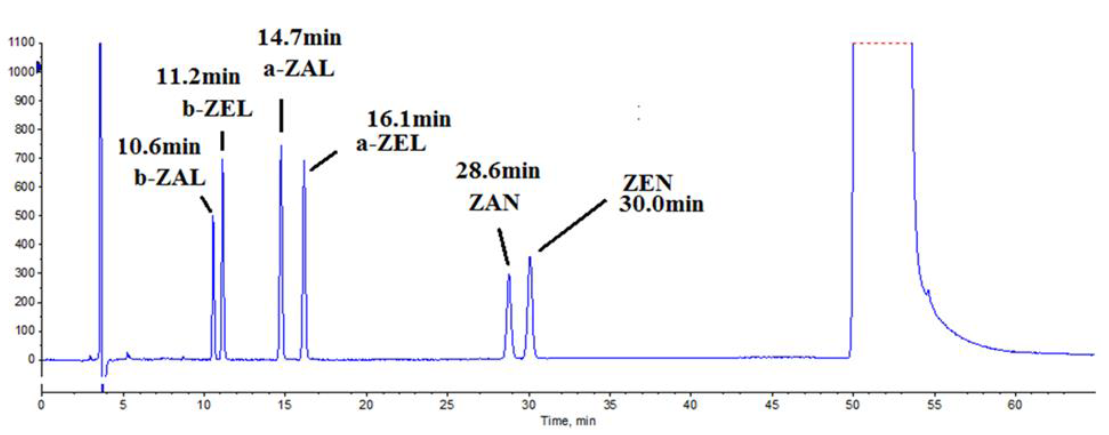 14.7min
a-ZAL
11.2min
b-ZEL
10.6min
b-ZAL
16.1min
a-ZEL
28.6min
ZAN
ZEN
30.0min
1100
1000
900
800
700
600
500
400
300
200
100
0
0 5 10 15 20 25 30 35 40 45 50 55 60
Time, min